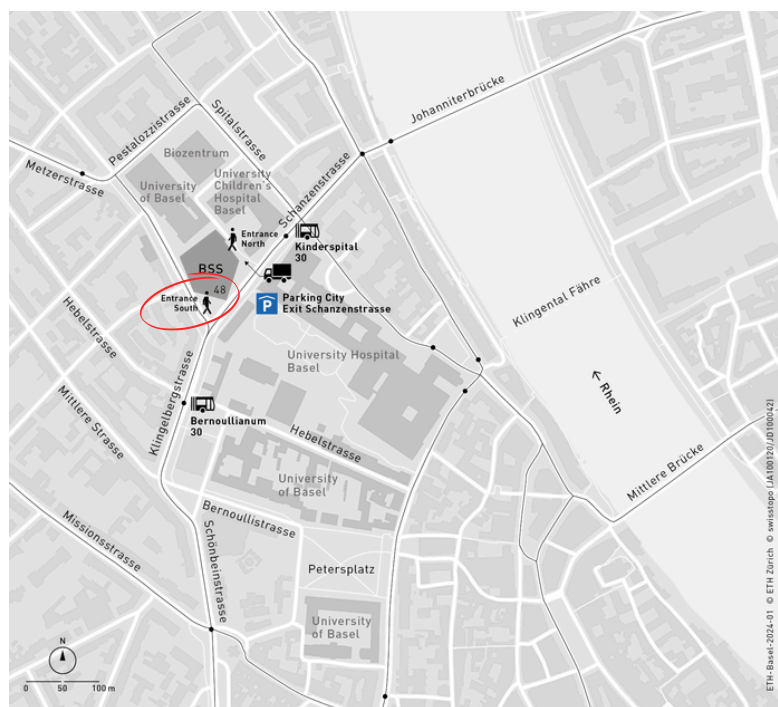 Johanniterbrücke
Pestalozzistrasse
Spitalstrasse
Metzerstrasse
Biozentrum
University
of Basel
University
Children's
Hospital
Basel
Schanzenstrasse
Entrance
North
Kinderspital
30
BSS
48
Entrance
South
P
Parking City
Exit Schanzenstrasse
Klingental Fähre
Hebelstrasse
University Hospital
Basel
Rhein
Klingelbergstrasse
Mittlere Strasse
Bernoullianum
30
Hebelstrasse
University
of Basel
Mittlere Brücke
Missionsstrasse
Bernoullistrasse
Schönbeinstrasse
Petersplatz
University
of Basel
N
0 50 100 m
ETH-Basel-2024-01 © ETH Zürich © swisstopo (JA100120/JD100042)